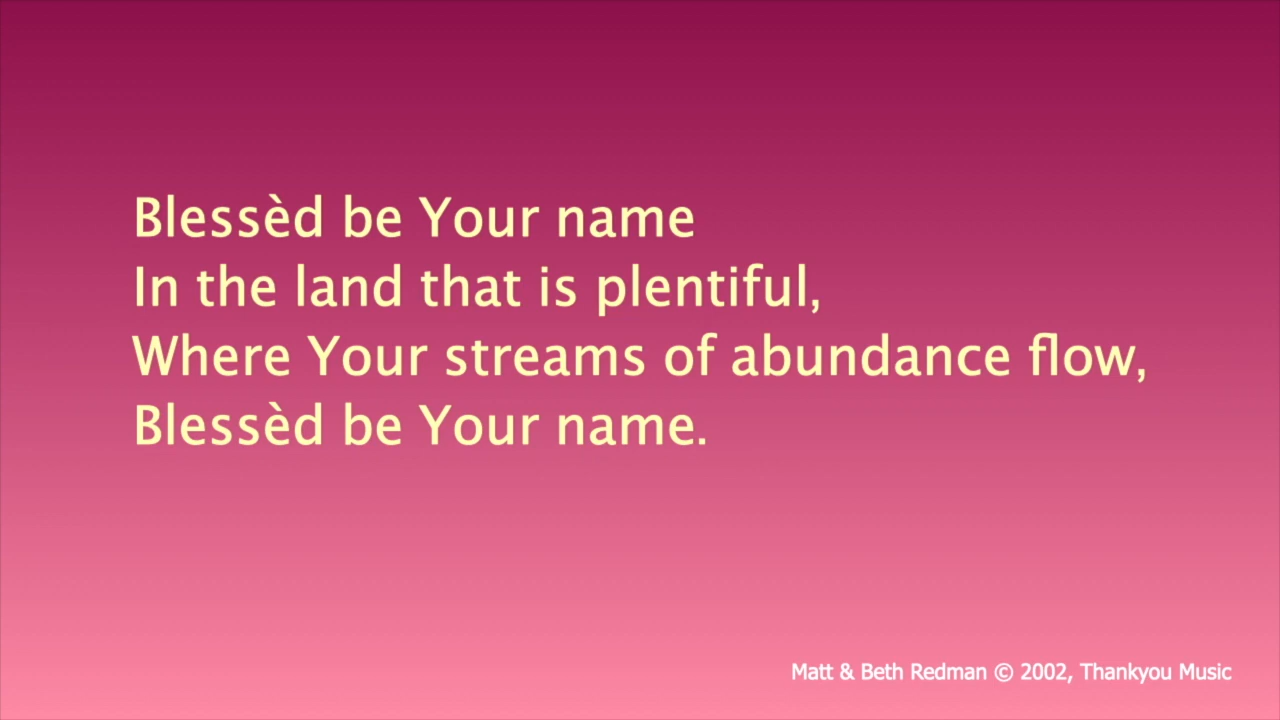 Blessèd be Your name
In the land that is plentiful,
Where Your streams of abundance flow,
Blessèd be Your name.
Matt & Beth Redman © 2002, Thankyou Music